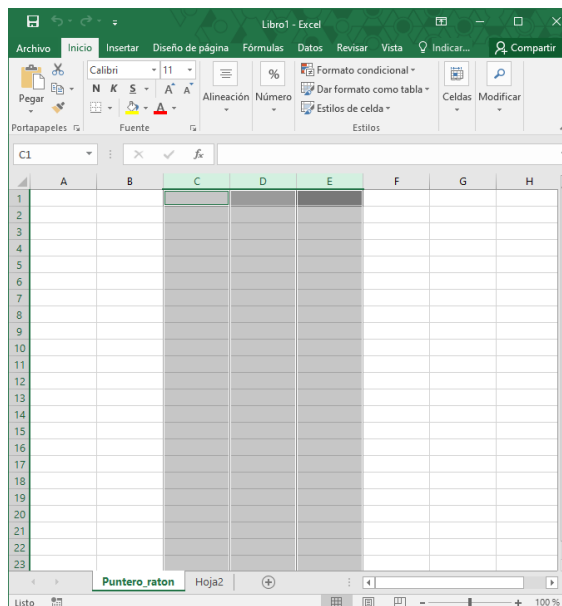 Libro1 - Excel
Archivo Inicio Insertar Diseño de página Fórmulas Datos Revisar Vista Indicar... Compartir
Pegar
Calibri 11
N K S
A A
A
Alineación
%
Número
Formato condicional
Dar formato como tabla
Estilos de celda
Celdas
Modificar
Portapapeles Fuente Estilos
C1 fx
A B C D E F G H
1
2
3
4
5
6
7
8
9
10
11
12
13
14
15
16
17
18
19
20
21
22
23
Puntero_raton Hoja2
Listo 100 %